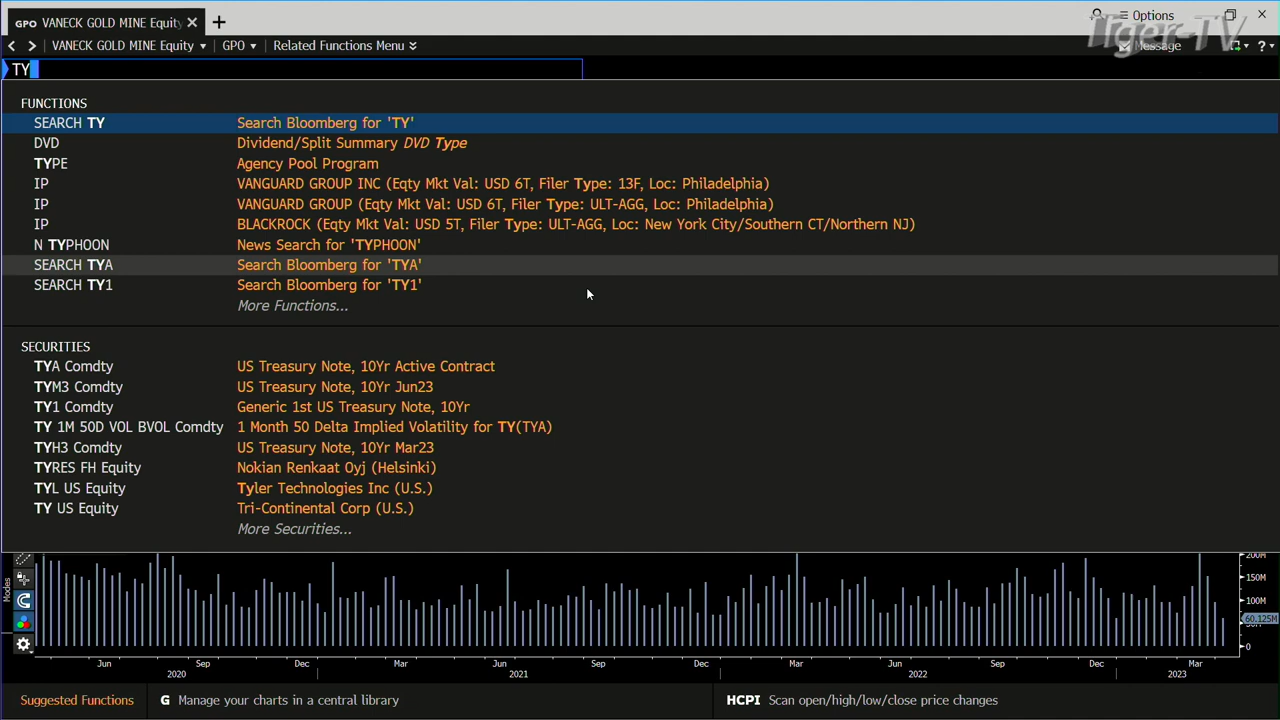 GPO VANECK GOLD MINE Equity × +
Options
VANECK GOLD MINE Equity GPO Related Functions Menu Message ?
Tiger-TV
TY
FUNCTIONS
SEARCH TY Search Bloomberg for 'TY'
DVD Dividend/Split Summary DVD Type
TYPE Agency Pool Program
IP VANGUARD GROUP INC (Eqty Mkt Val: USD 6T, Filer Type: 13F, Loc: Philadelphia)
IP VANGUARD GROUP (Eqty Mkt Val: USD 6T, Filer Type: ULT-AGG, Loc: Philadelphia)
IP BLACKROCK (Eqty Mkt Val: USD 5T, Filer Type: ULT-AGG, Loc: New York City/Southern CT/Northern NJ)
N TYPHOON News Search for 'TYPHOON'
SEARCH TYA Search Bloomberg for 'TYA'
SEARCH TY1 Search Bloomberg for 'TY1'
More Functions...
SECURITIES
TYA Comdty US Treasury Note, 10Yr Active Contract
TYM3 Comdty US Treasury Note, 10Yr Jun23
TY1 Comdty Generic 1st US Treasury Note, 10Yr
TY 1M 50D VOL BVOL Comdty 1 Month 50 Delta Implied Volatility for TY(TYA)
TYH3 Comdty US Treasury Note, 10Yr Mar23
TYRES FH Equity Nokian Renkaat Oyj (Helsinki)
TYL US Equity Tyler Technologies Inc (U.S.)
TY US Equity Tri-Continental Corp (U.S.)
More Securities...
Modes
200M
150M
100M
60.125M
0
Jun Sep Dec Mar Jun Sep Dec Mar Jun Sep Dec Mar
2020 2021 2022 2023
Suggested Functions G Manage your charts in a central library HCPI Scan open/high/low/close price changes